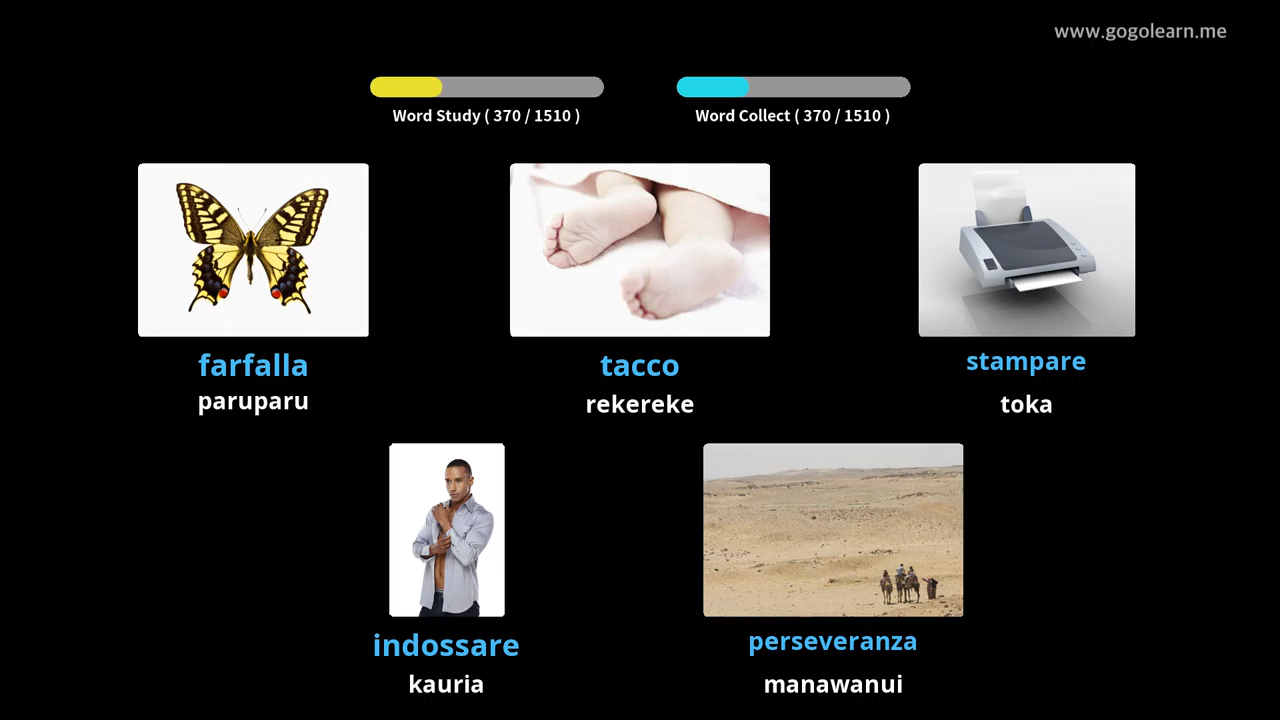 www.gogolearn.me
Word Study ( 370 / 1510 )
Word Collect ( 370 / 1510 )
farfalla
paruparu
tacco
rekereke
stampare
toka
indossare
kauria
perseveranza
manawanui